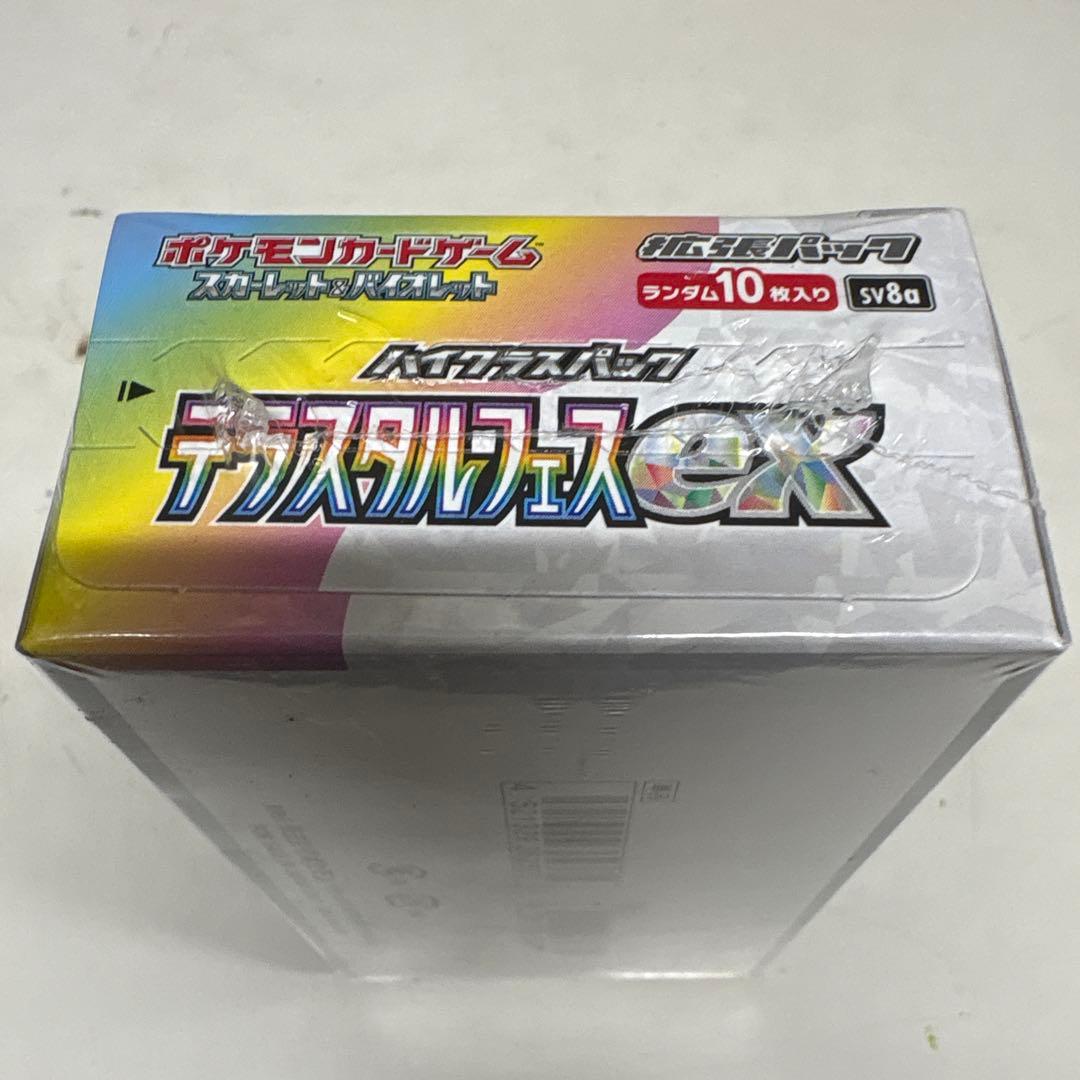 ポケモンカードゲーム™
スカーレット&バイオレット
拡張パック
ランダム10枚入り
sv8a
ハイクラスパック
テラスタルフェスex